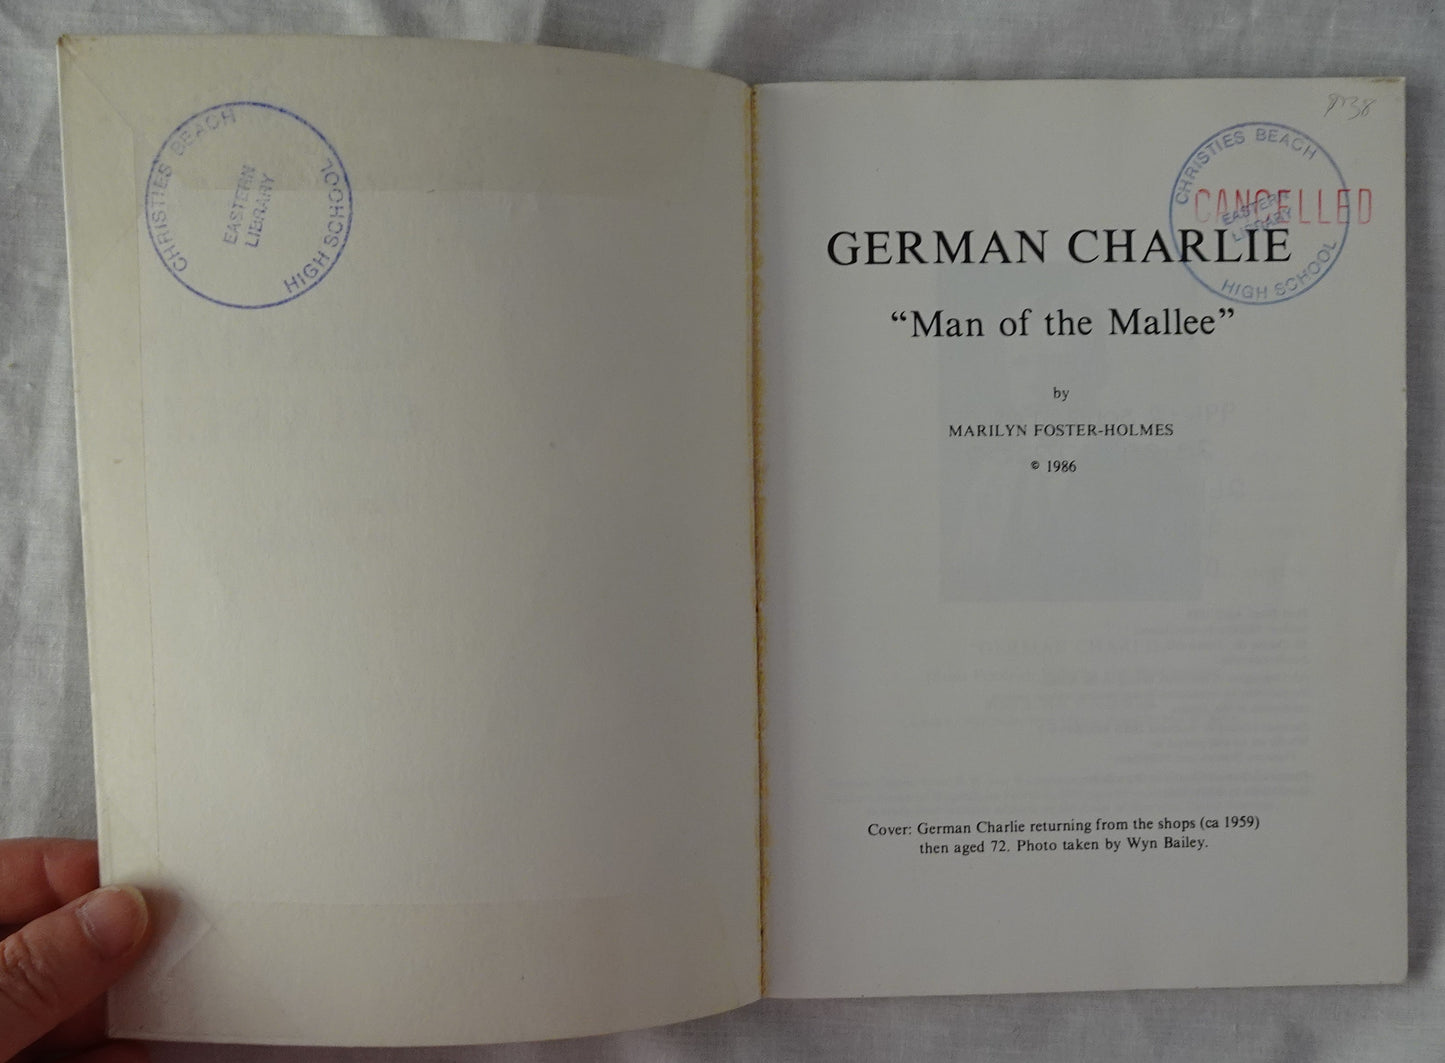 CHRISTIES BEACH
EASTERN
LIBRARY
HIGH SCHOOL
CHRISTIES BEACH
CANCELLED
EASTERN
LIBRARY
HIGH SCHOOL
GERMAN CHARLIE
“Man of the Mallee”
by
MARILYN FOSTER-HOLMES
© 1986
Cover: German Charlie returning from the shops (ca 1959)
then aged 72. Photo taken by Wyn Bailey.